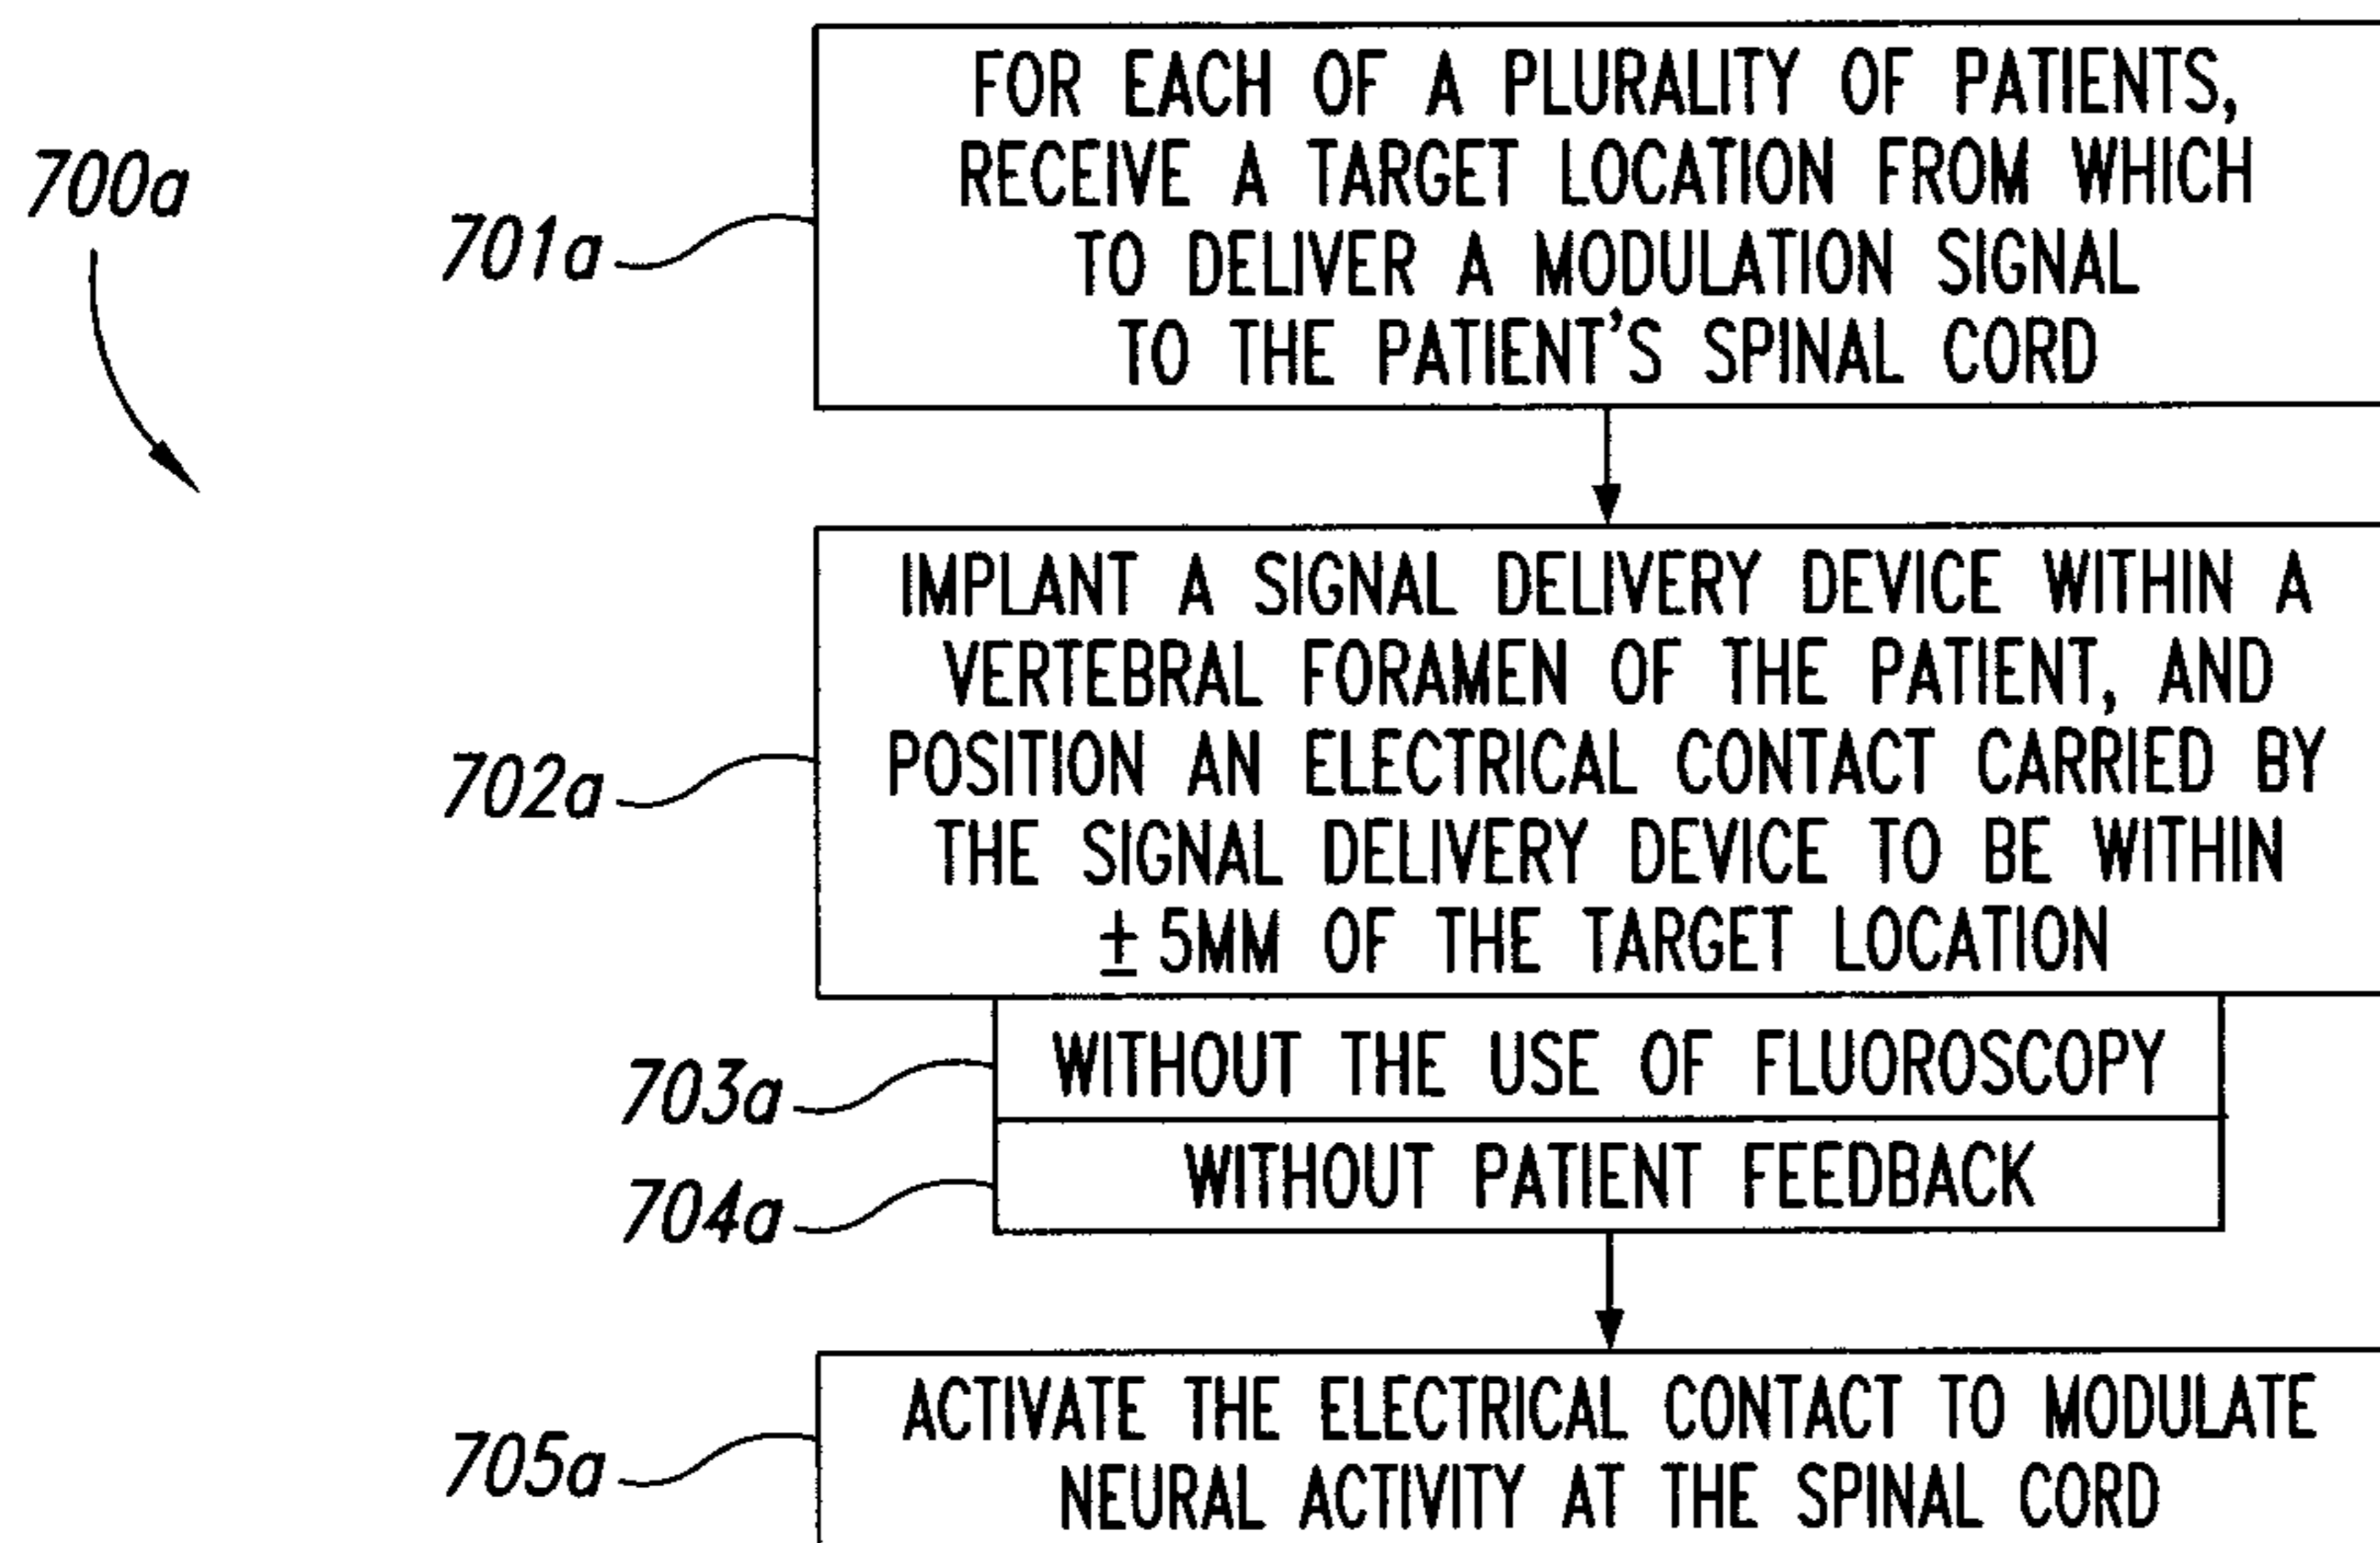 700a
701a
FOR EACH OF A PLURALITY OF PATIENTS,
RECEIVE A TARGET LOCATION FROM WHICH
TO DELIVER A MODULATION SIGNAL
TO THE PATIENT'S SPINAL CORD
702a
IMPLANT A SIGNAL DELIVERY DEVICE WITHIN A
VERTEBRAL FORAMEN OF THE PATIENT, AND
POSITION AN ELECTRICAL CONTACT CARRIED BY
THE SIGNAL DELIVERY DEVICE TO BE WITHIN
± 5MM OF THE TARGET LOCATION
703a
WITHOUT THE USE OF FLUOROSCOPY
704a
WITHOUT PATIENT FEEDBACK
705a
ACTIVATE THE ELECTRICAL CONTACT TO MODULATE
NEURAL ACTIVITY AT THE SPINAL CORD